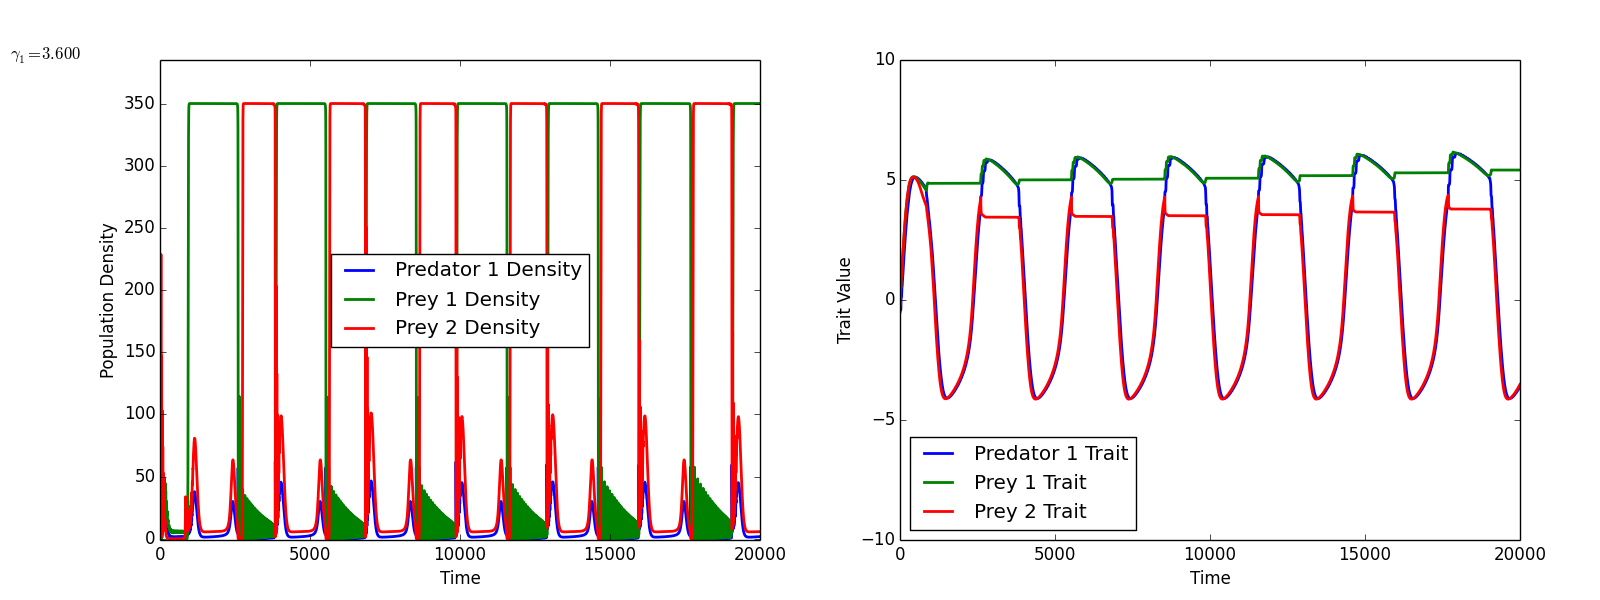 γ₁=3.600
350
300
250
200
150
100
50
0
Population Density
Predator 1 Density
Prey 1 Density
Prey 2 Density
0 5000 10000 15000 20000
Time
10
5
0
−5
−10
Trait Value
Predator 1 Trait
Prey 1 Trait
Prey 2 Trait
0 5000 10000 15000 20000
Time